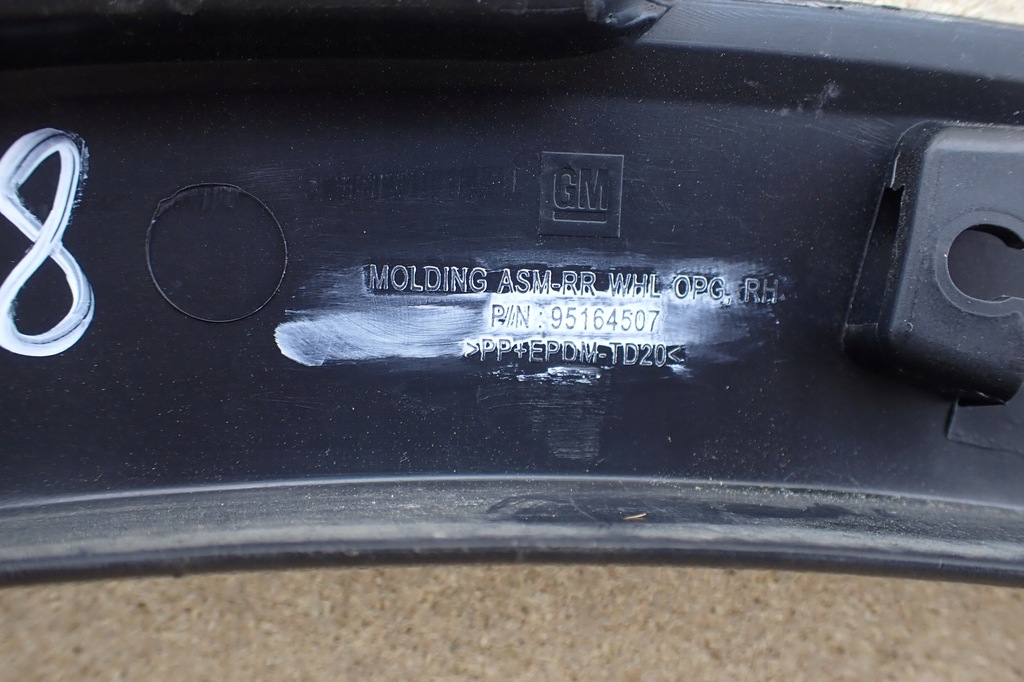 8
GM
MOLDING ASM-RR WHL OPG, RH
P/N : 95164507
>PP+EPDM-TD20<